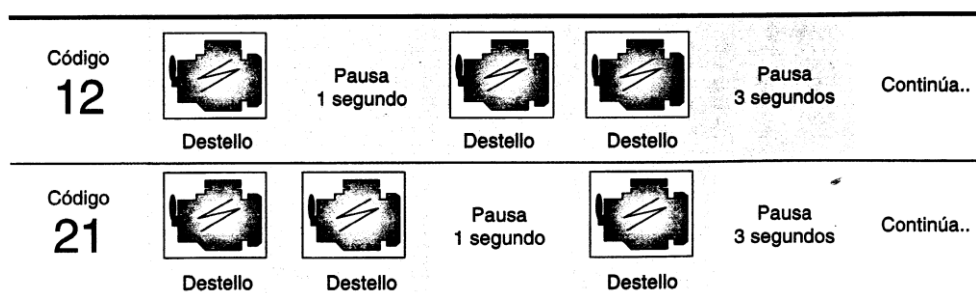 Código
12
Destello
Pausa
1 segundo
Destello
Destello
Pausa
3 segundos
Continúa..
Código
21
Destello
Destello
Pausa
1 segundo
Destello
Pausa
3 segundos
Continúa..